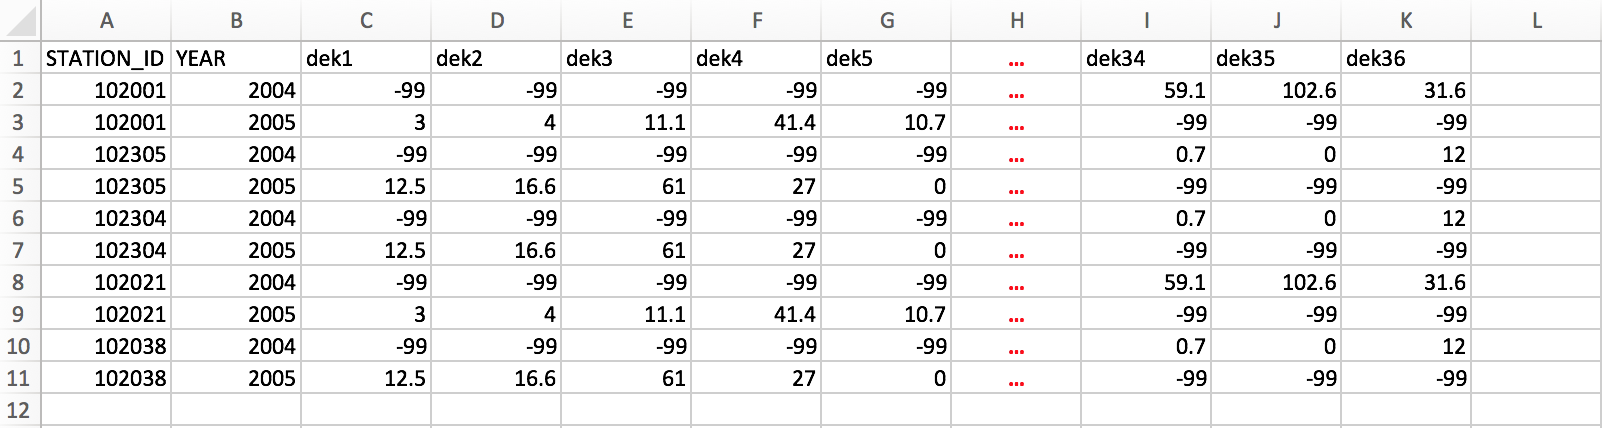 A B C D E F G H I J K L
1 STATION_ID YEAR dek1 dek2 dek3 dek4 dek5 ... dek34 dek35 dek36
2 102001 2004 -99 -99 -99 -99 -99 ... 59.1 102.6 31.6
3 102001 2005 3 4 11.1 41.4 10.7 ... -99 -99 -99
4 102305 2004 -99 -99 -99 -99 -99 ... 0.7 0 12
5 102305 2005 12.5 16.6 61 27 0 ... -99 -99 -99
6 102304 2004 -99 -99 -99 -99 -99 ... 0.7 0 12
7 102304 2005 12.5 16.6 61 27 0 ... -99 -99 -99
8 102021 2004 -99 -99 -99 -99 -99 ... 59.1 102.6 31.6
9 102021 2005 3 4 11.1 41.4 10.7 ... -99 -99 -99
10 102038 2004 -99 -99 -99 -99 -99 ... 0.7 0 12
11 102038 2005 12.5 16.6 61 27 0 ... -99 -99 -99
12